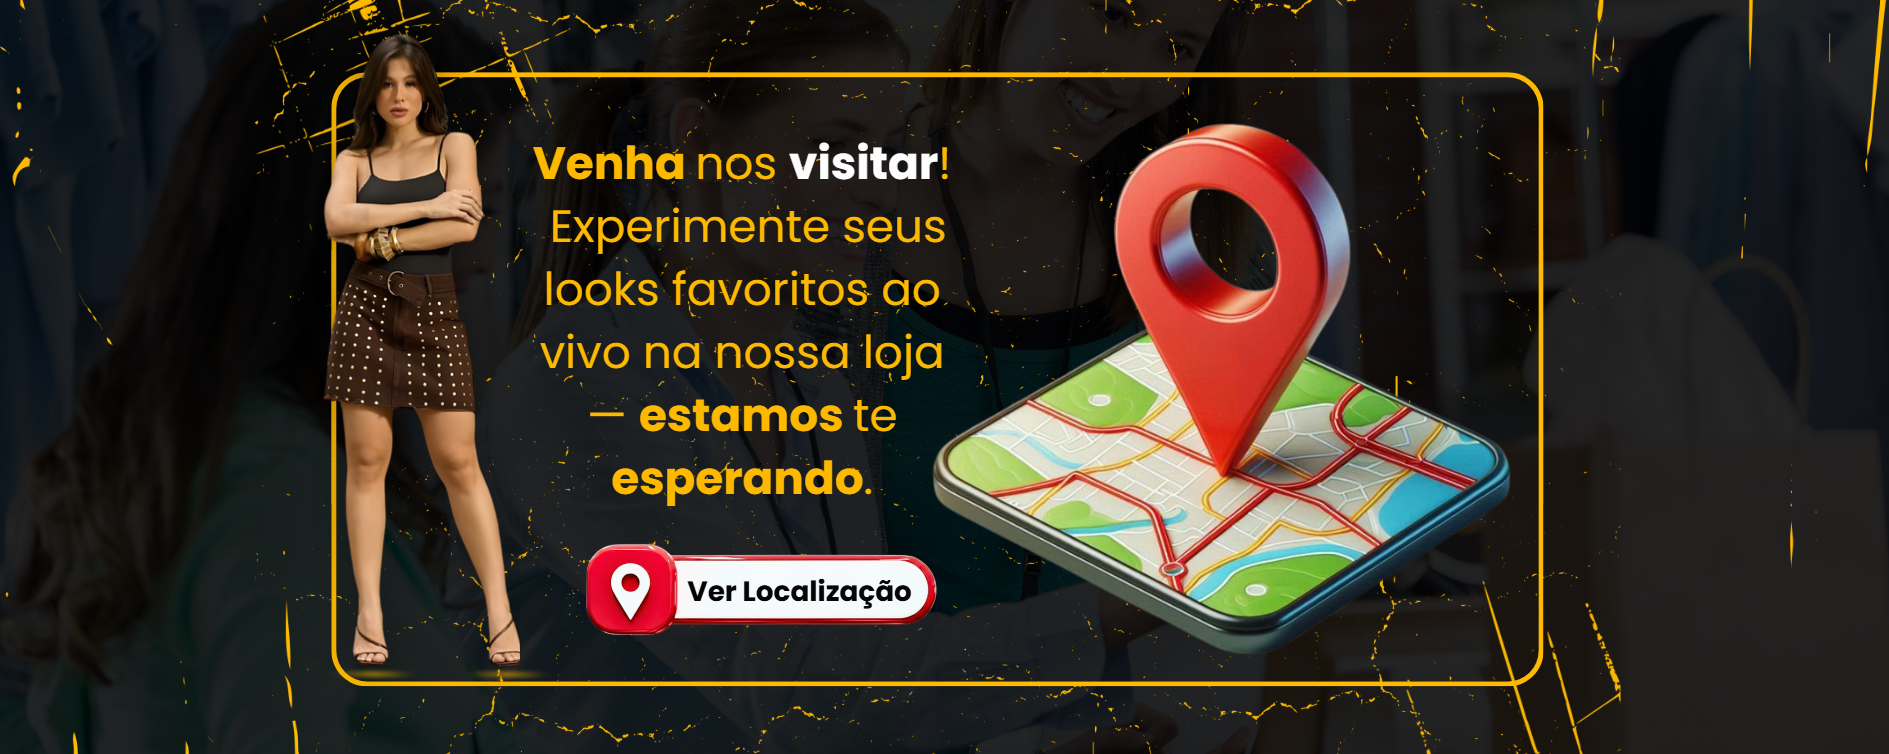 Venha nos visitar!
Experimente seus
looks favoritos ao
vivo na nossa loja
— estamos te
esperando.
Ver Localização